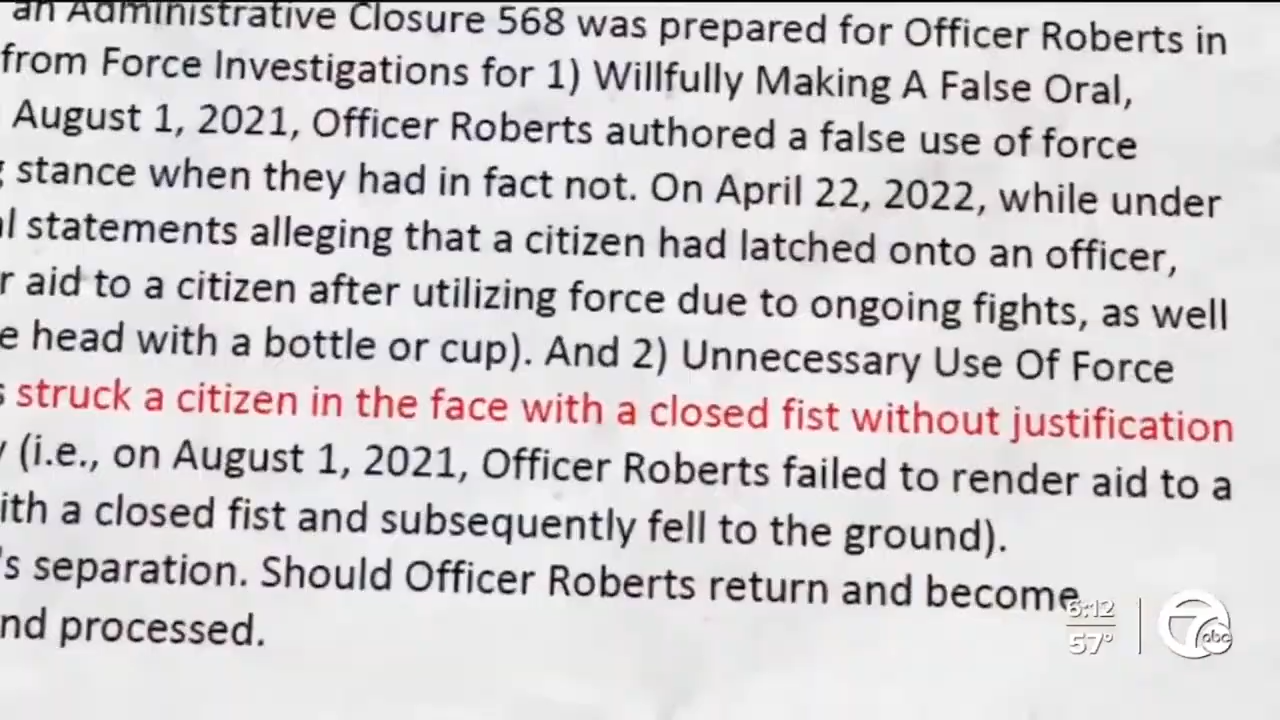 an Administrative Closure 568 was prepared for Officer Roberts in
from Force Investigations for 1) Willfully Making A False Oral,
August 1, 2021, Officer Roberts authored a false use of force
stance when they had in fact not. On April 22, 2022, while under
l statements alleging that a citizen had latched onto an officer,
r aid to a citizen after utilizing force due to ongoing fights, as well
e head with a bottle or cup). And 2) Unnecessary Use Of Force
s struck a citizen in the face with a closed fist without justification
y (i.e., on August 1, 2021, Officer Roberts failed to render aid to a
ith a closed fist and subsequently fell to the ground).
's separation. Should Officer Roberts return and become
nd processed.
6:12
57°
7 abc